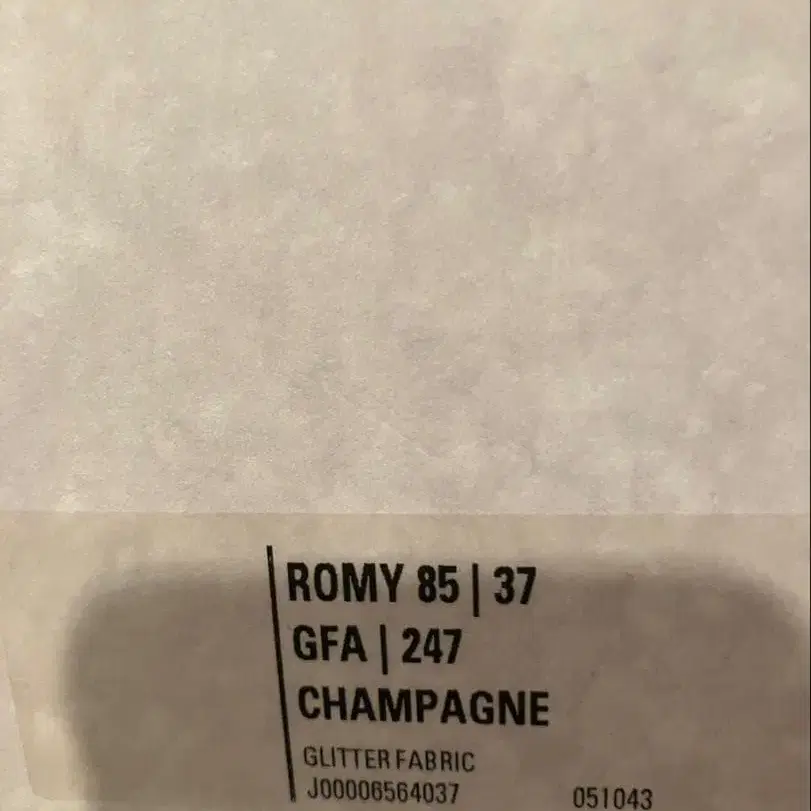 ROMY 85 | 37
GFA | 247
CHAMPAGNE
GLITTER FABRIC
J00006564037 051043